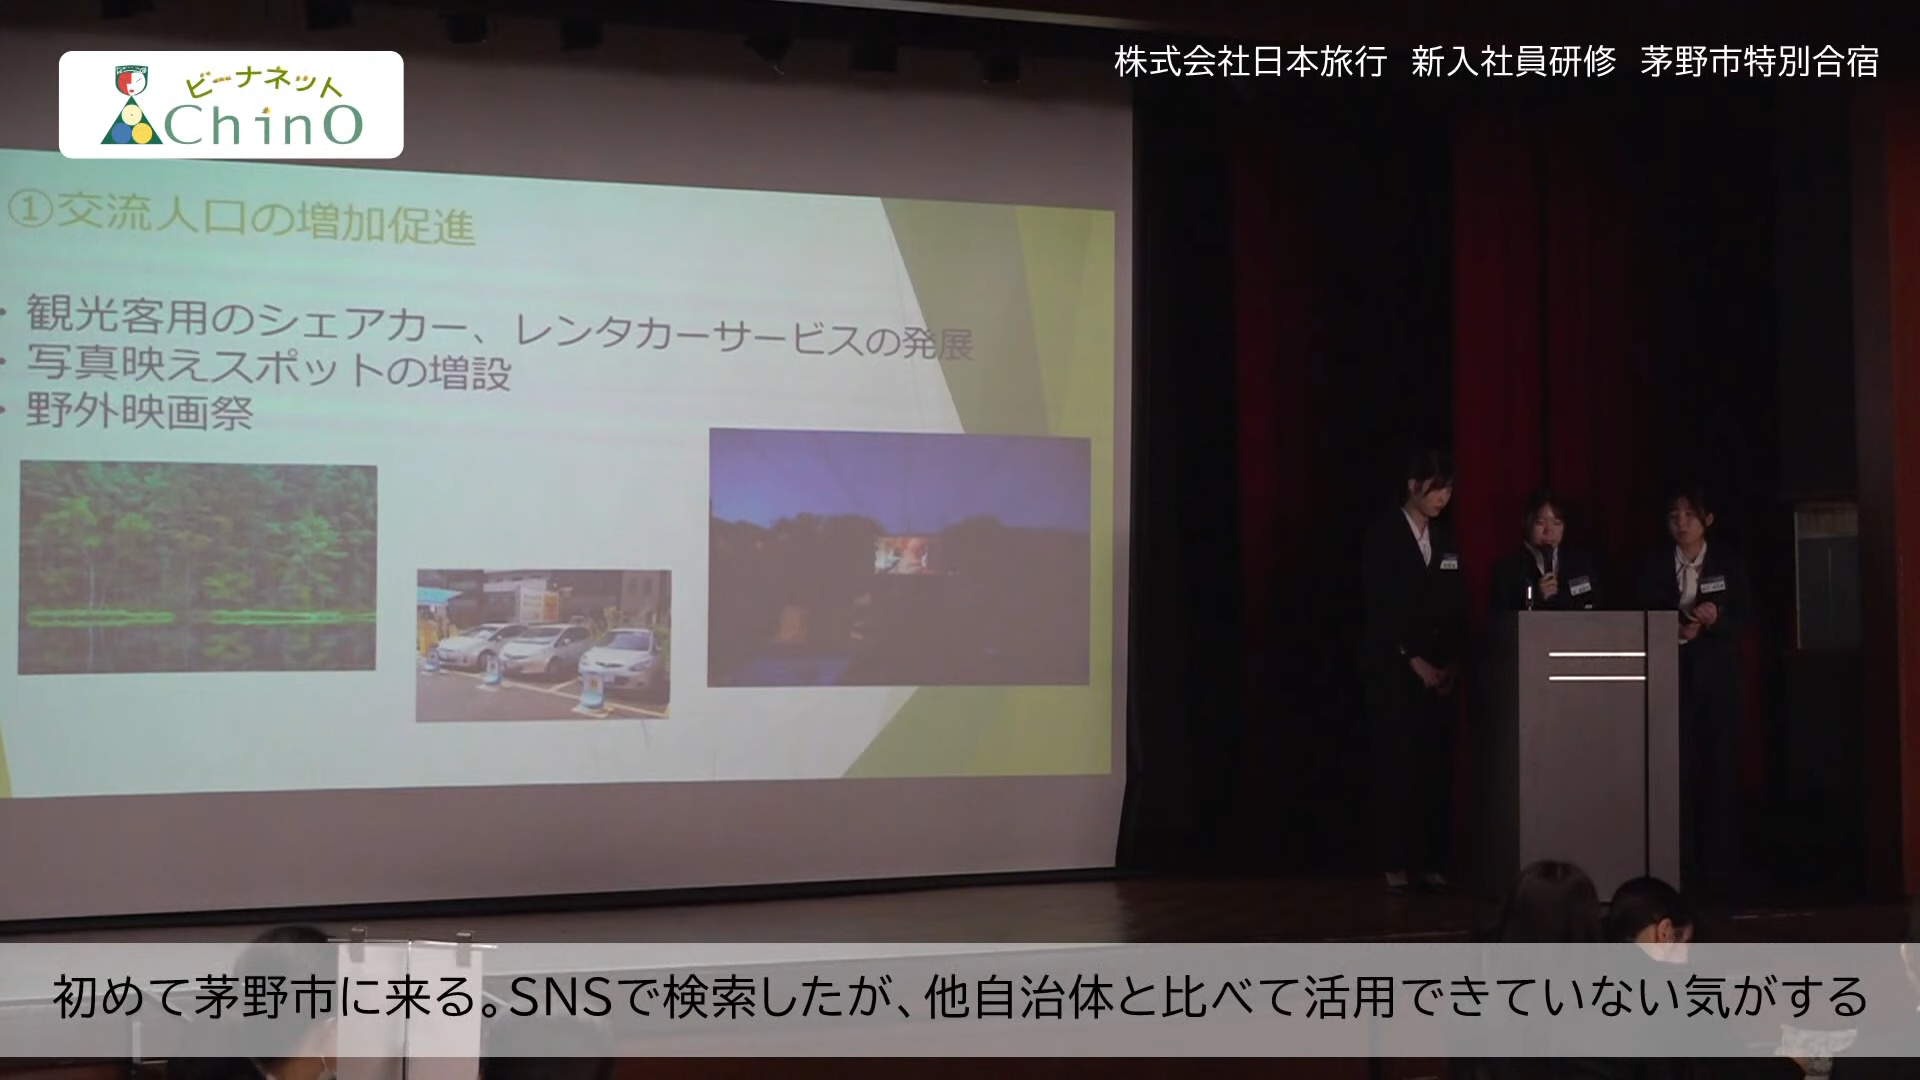 株式会社日本旅行 新入社員研修 茅野市特別合宿
ビーナネット
ChinO
①交流人口の増加促進
・観光客用のシェアカー、レンタカーサービスの発展
・写真映えスポットの増設
・野外映画祭
初めて茅野市に来る。SNSで検索したが、他自治体と比べて活用できていない気がする